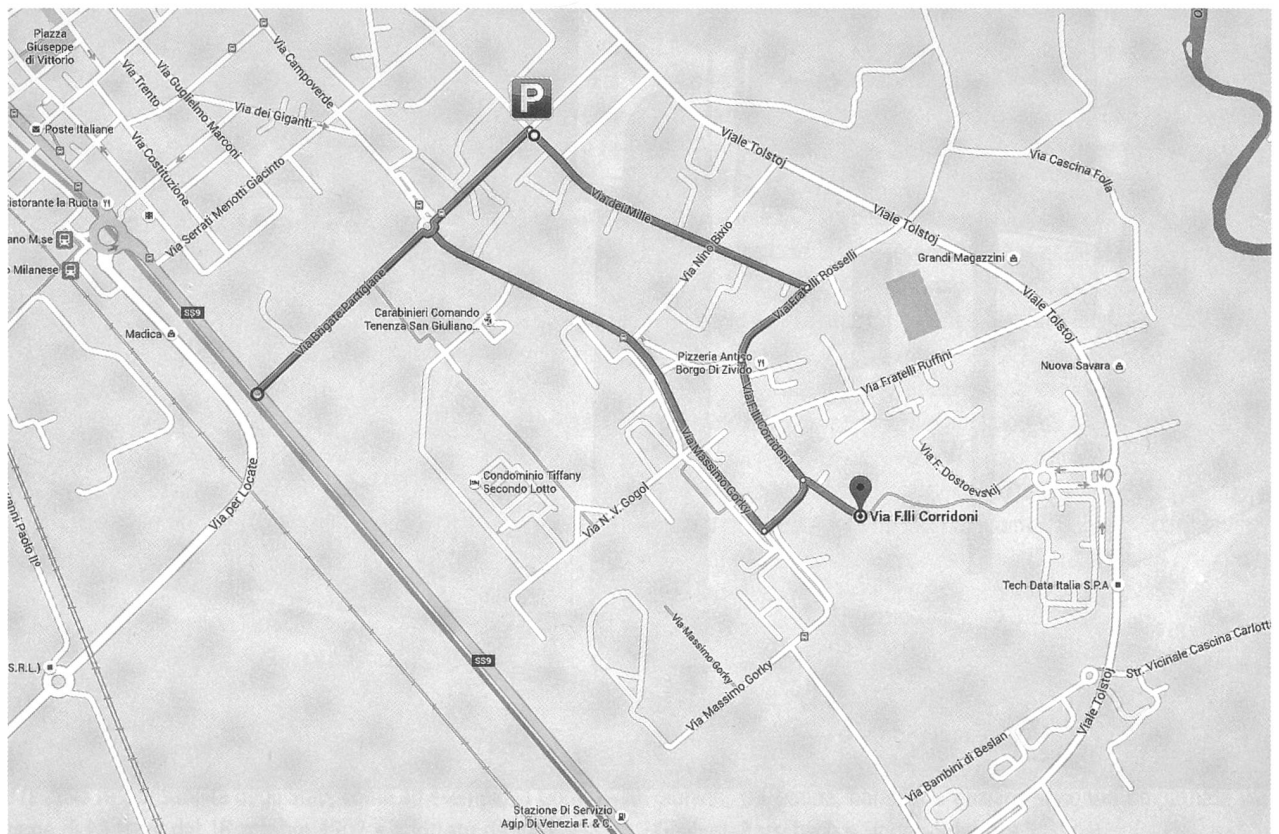 Piazza
Giuseppe
di Vittorio
Via Trento
Via Guglielmo Marconi
Via Campoverde
Via dei Giganti
Poste Italiane
Via Costituzione
Via Serrati Menotti Giacinto
Ristorante la Ruota
ano M.se
o Milanese
P
Viale Tolstoj
Via Cascina Folla
Via dei Mille
Viale Tolstoj
Via Nino Bixio
Via Fratelli Rosselli
Grandi Magazzini
Viale Tolstoj
SS9
Madica
Via Brigate Partigiane
Carabinieri Comando
Tenenza San Giuliano...
Pizzeria Antico
Borgo Di Zivido
Via Fratelli Ruffini
Nuova Savara
Via F.lli Corridoni
Via Massimo Gorky
Via F. Dostoevskij
Via per Locate
Condominio Tiffany
Secondo Lotto
Via N. V. Gogol
Via F.lli Corridoni
vanni Paolo IIº
Tech Data Italia S.P.A
Via Massimo Gorky
SS9
S.R.L.)
Via Massimo Gorky
Str. Vicinale Cascina Carlotta
Viale Tolstoj
Via Bambini di Beslan
Stazione Di Servizio
Agip Di Venezia F. & C.